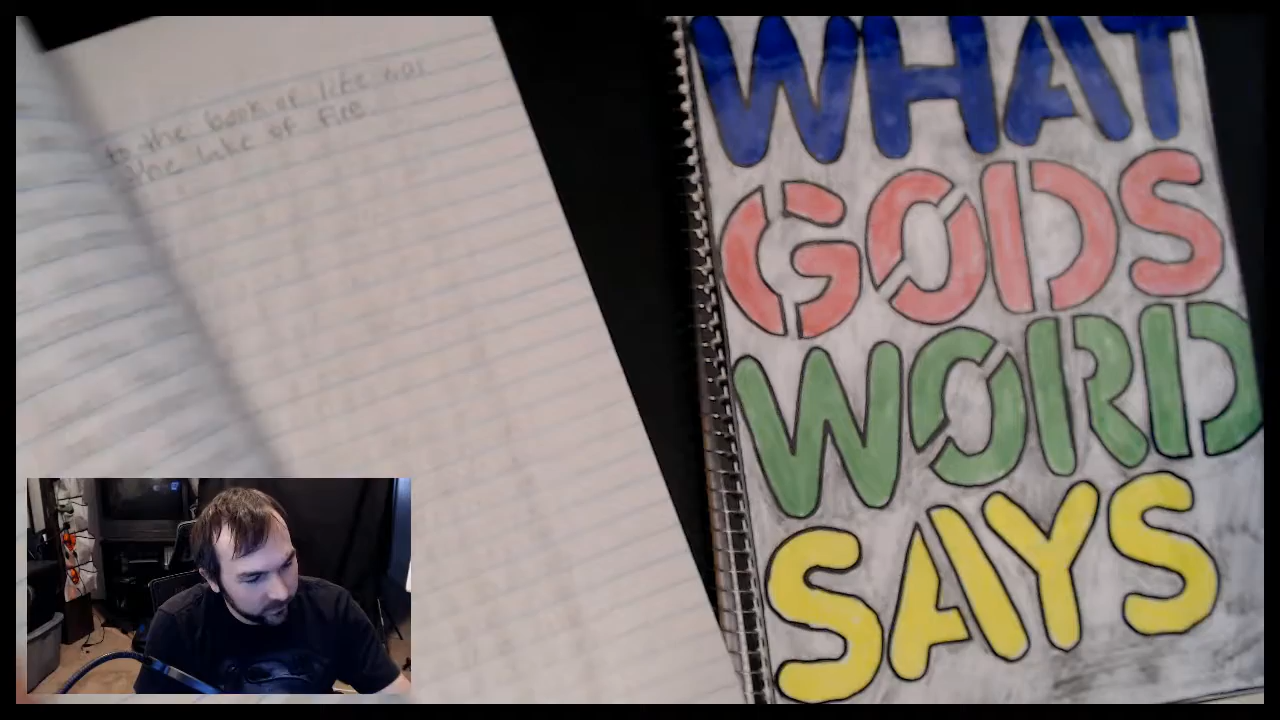 to the book of life was
the lake of fire
WHAT
GODS
WORD
SAYS